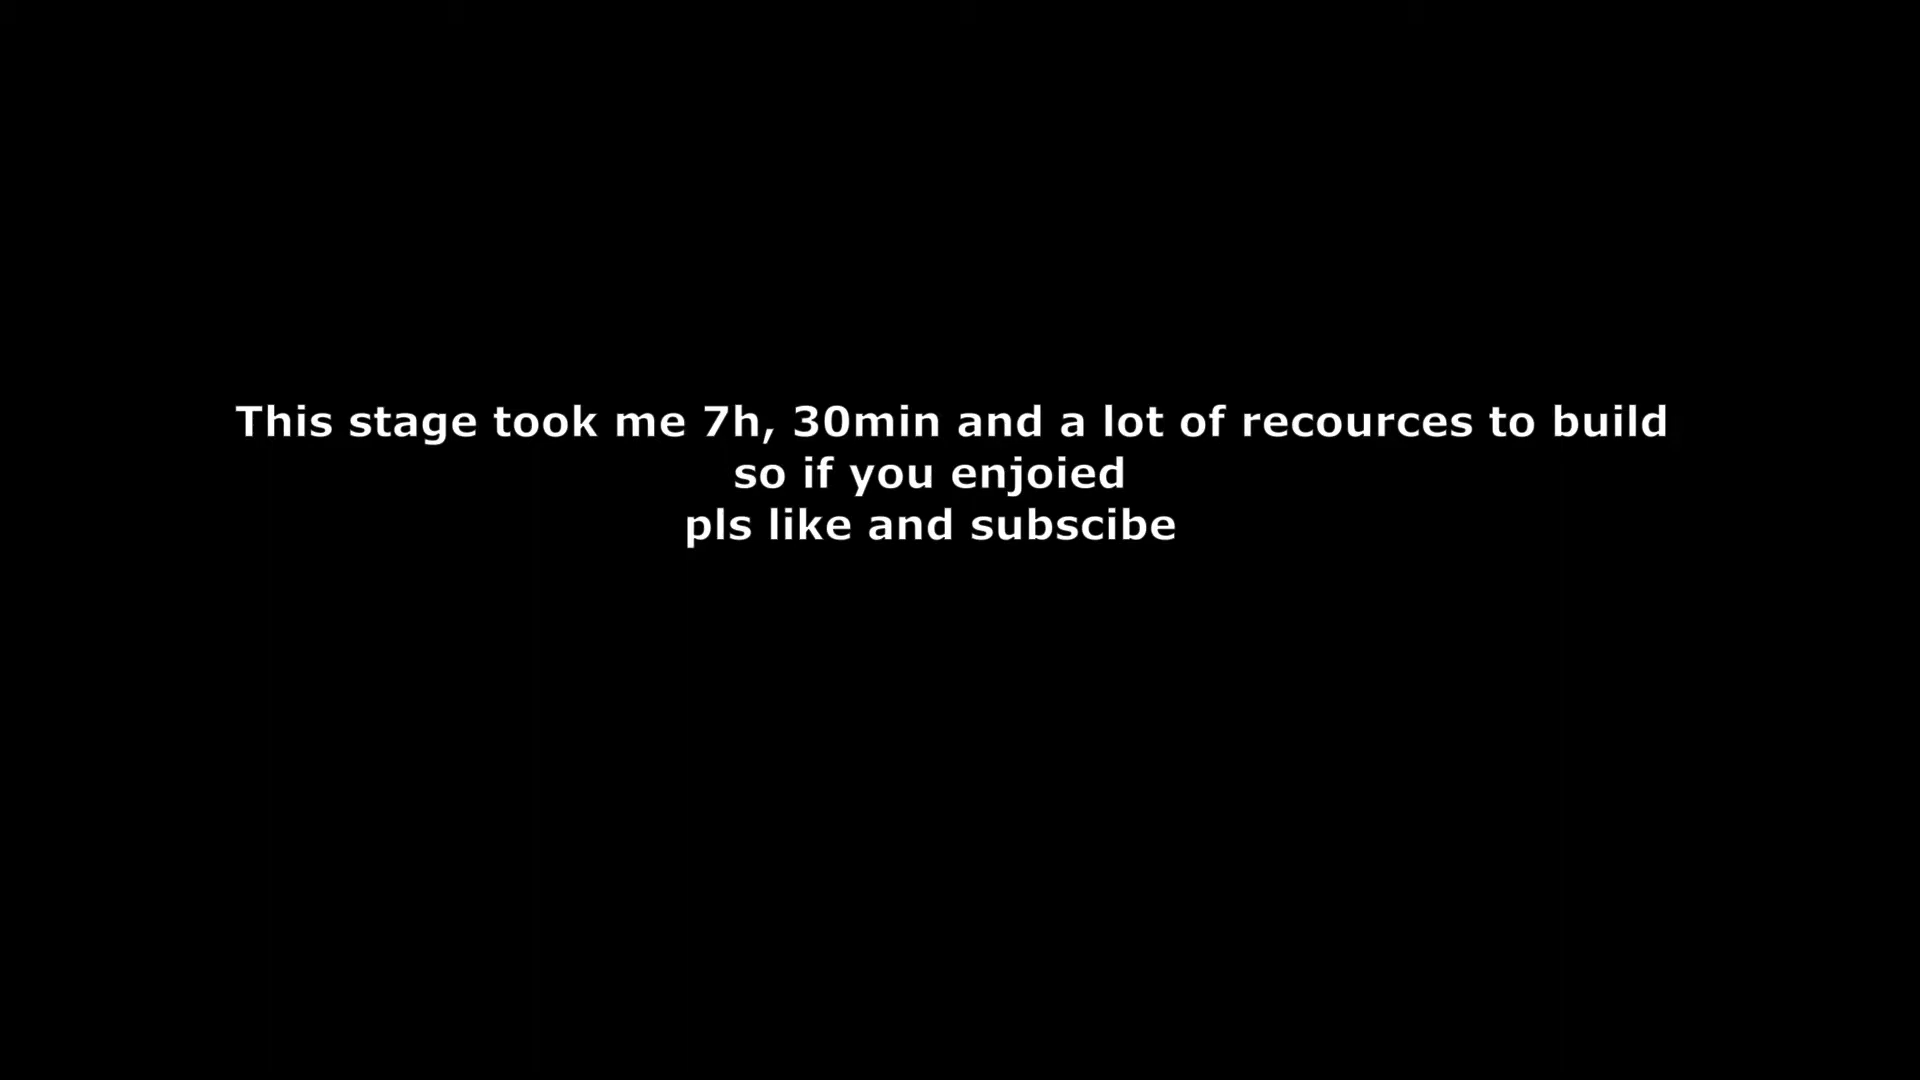 This stage took me 7h, 30min and a lot of recources to build
so if you enjoied
pls like and subscibe